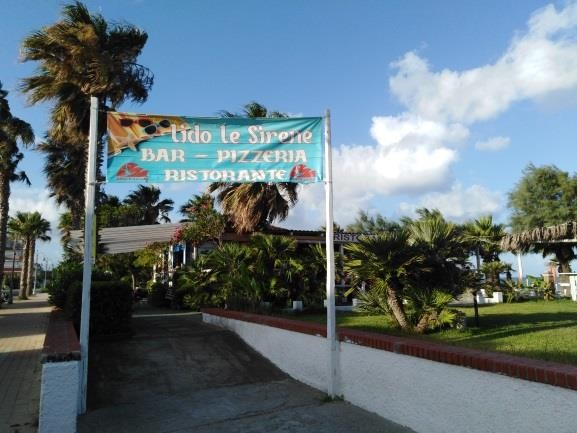 lido le Sirene
BAR - PIZZERIA
RISTORANTE